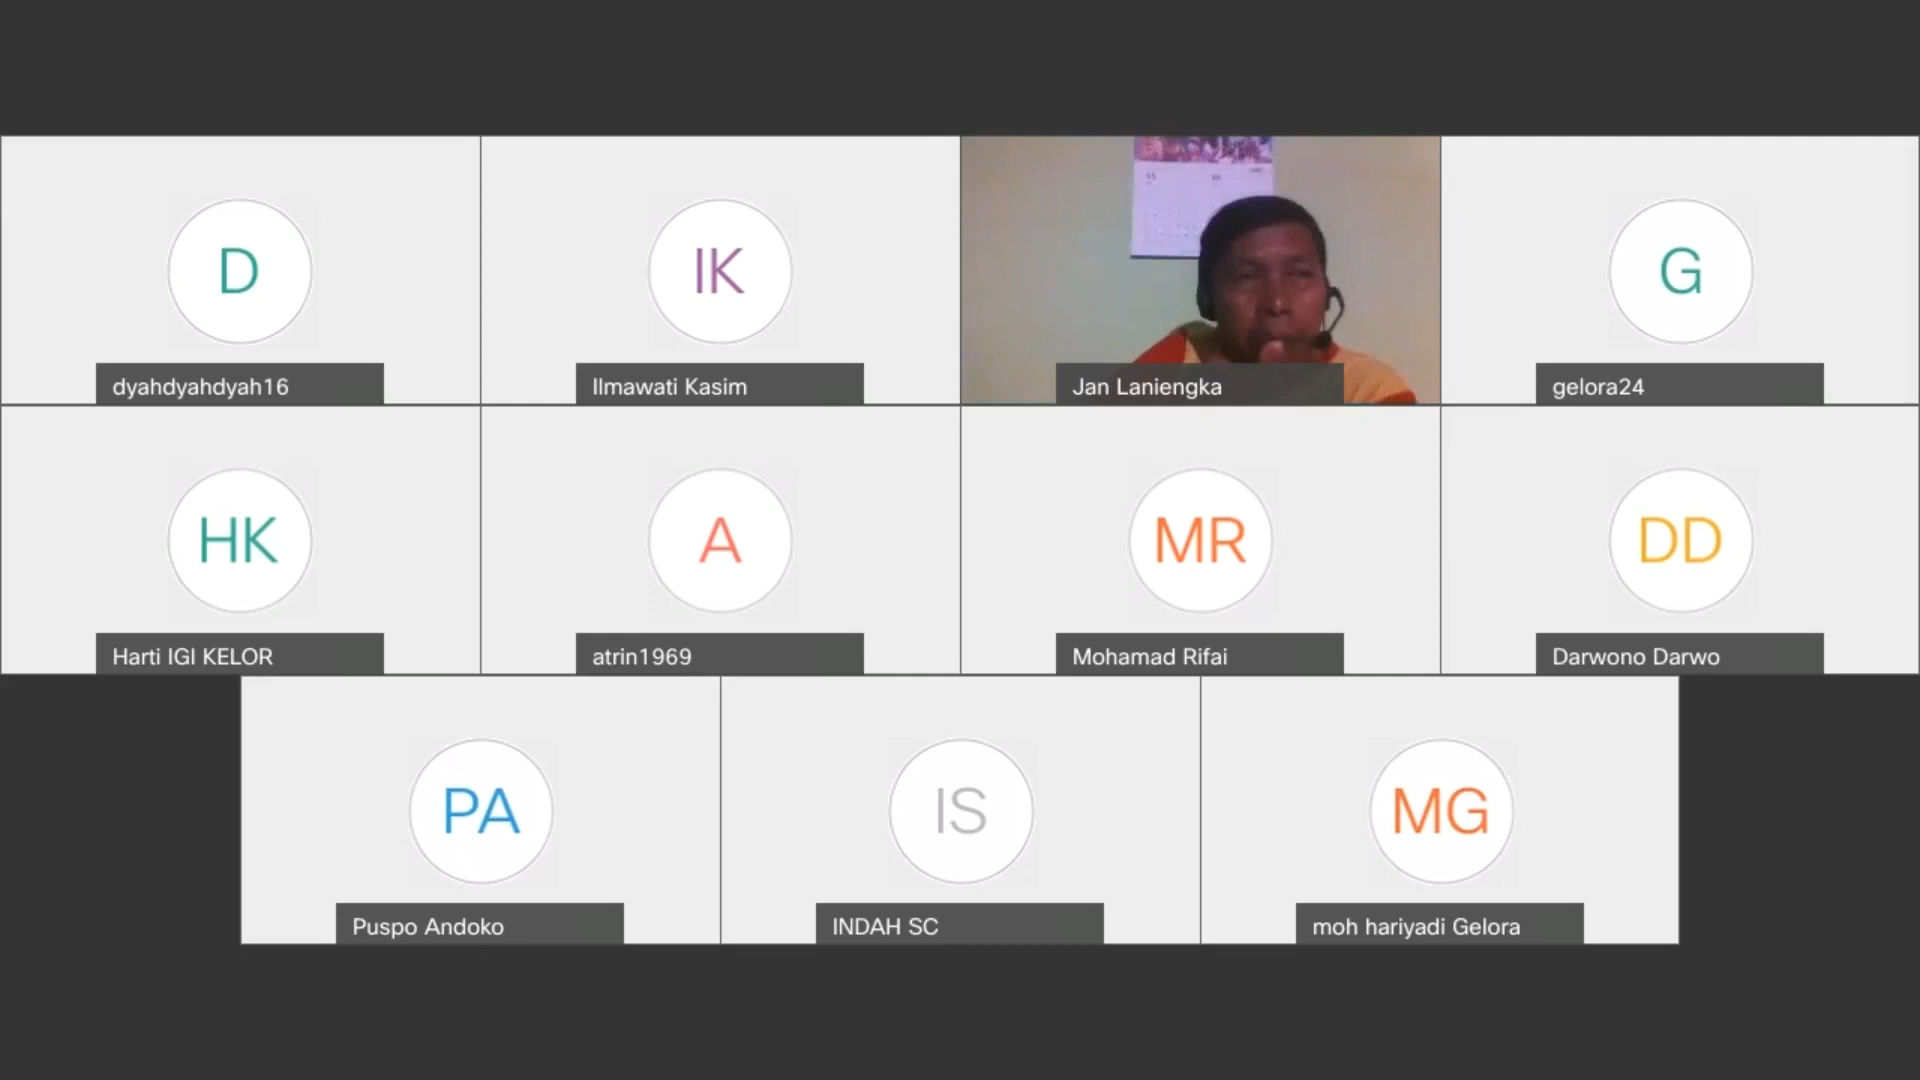 D
dyahdyahdyah16
IK
Ilmawati Kasim
Jan Laniengka
G
gelora24
HK
Harti IGI KELOR
A
atrin1969
MR
Mohamad Rifai
DD
Darwono Darwo
PA
Puspo Andoko
IS
INDAH SC
MG
moh hariyadi Gelora